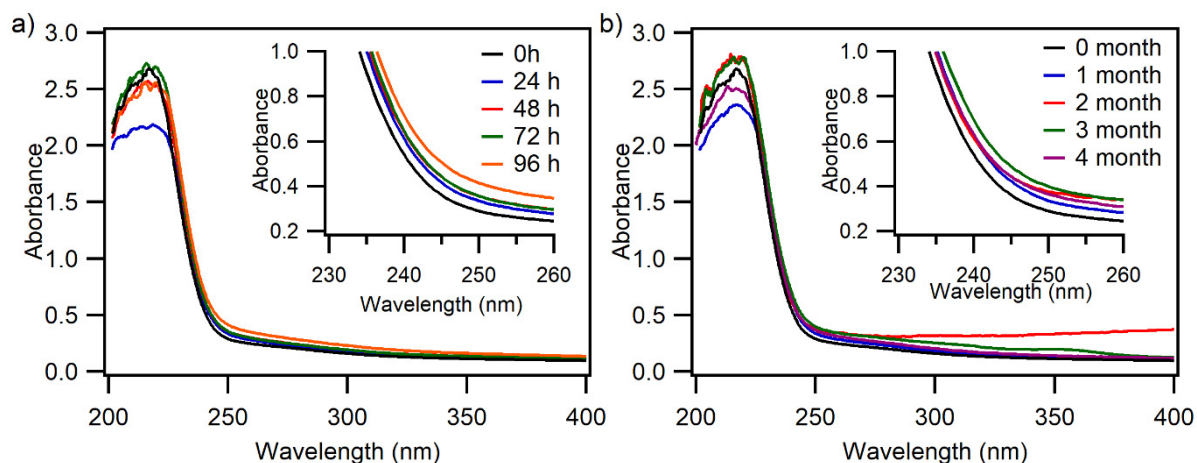 a)
3.0
2.5
2.0
1.5
1.0
0.5
0.0
Absorbance
200
250
300
350
400
Wavelength (nm)
1.0
0.8
0.6
0.4
0.2
Absorbance
230
240
250
260
Wavelength (nm)
0h
24 h
48 h
72 h
96 h
b)
3.0
2.5
2.0
1.5
1.0
0.5
0.0
Absorbance
200
250
300
350
400
Wavelength (nm)
1.0
0.8
0.6
0.4
0.2
Absorbance
230
240
250
260
Wavelength (nm)
0 month
1 month
2 month
3 month
4 month